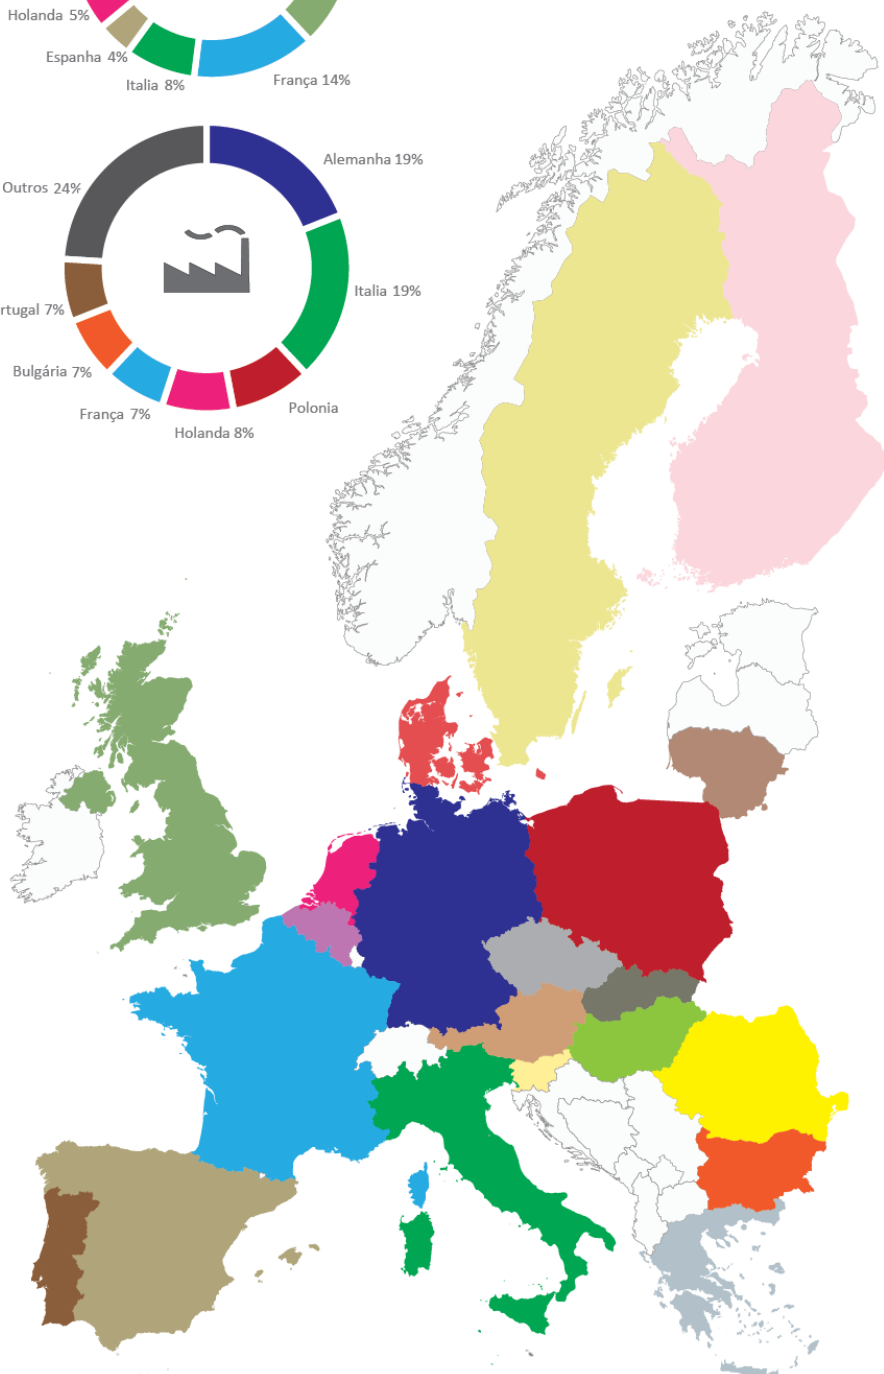 Holanda 5%
Espanha 4%
Italia 8%
França 14%
Alemanha 19%
Outros 24%
Italia 19%
rtugal 7%
Bulgária 7%
França 7%
Polonia
Holanda 8%